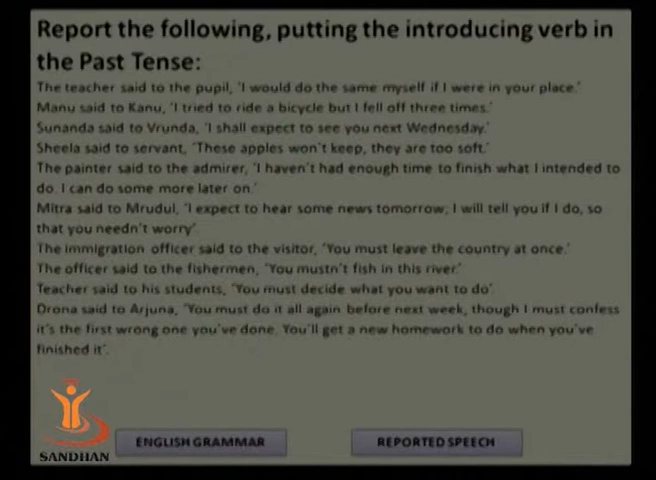 Report the following, putting the introducing verb in
the Past Tense:
The teacher said to the pupil, 'I would do the same myself if I were in your place.'
Manu said to Kanu, 'I tried to ride a bicycle but I fell off three times.'
Sunanda said to Vrunda, 'I shall expect to see you next Wednesday.'
Sheela said to servant, 'These apples won't keep, they are too soft.'
The painter said to the admirer, 'I haven't had enough time to finish what I intended to
do. I can do some more later on.'
Mitra said to Mrudul, 'I expect to hear some news tomorrow; I will tell you if I do, so
that you needn't worry'
The immigration officer said to the visitor, 'You must leave the country at once.'
The officer said to the fishermen, 'You mustn't fish in this river.'
Teacher said to his students, 'You must decide what you want to do'.
Drona said to Arjuna, 'You must do it all again before next week, though I must confess
it's the first wrong one you've done. You'll get a new homework to do when you've
finished it'.
SANDHAN
ENGLISH GRAMMAR
REPORTED SPEECH